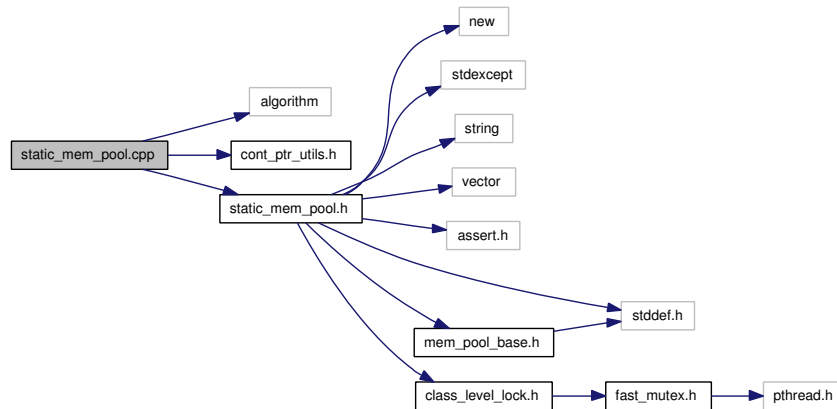 new
stdexcept
algorithm
string
static_mem_pool.cpp
cont_ptr_utils.h
vector
static_mem_pool.h
assert.h
stddef.h
mem_pool_base.h
class_level_lock.h
fast_mutex.h
pthread.h